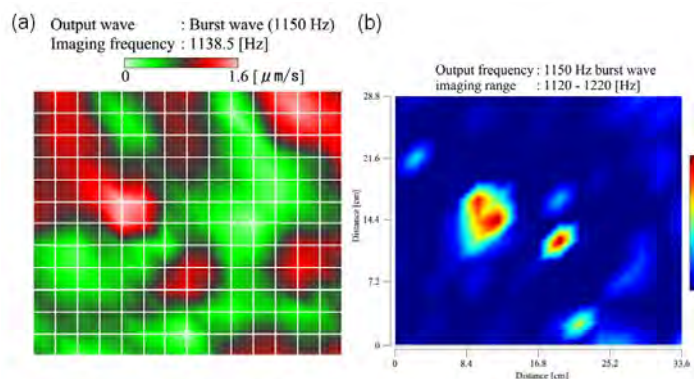 (a)
Output wave : Burst wave (1150 Hz)
Imaging frequency : 1138.5 [Hz]
0 1.6 [μm/s]
(b)
Output frequency : 1150 Hz burst wave
imaging range : 1120 - 1220 [Hz]
28.8
21.6
14.4
7.2
0
Distance [cm]
0 8.4 16.8 25.2 33.6
Distance [cm]